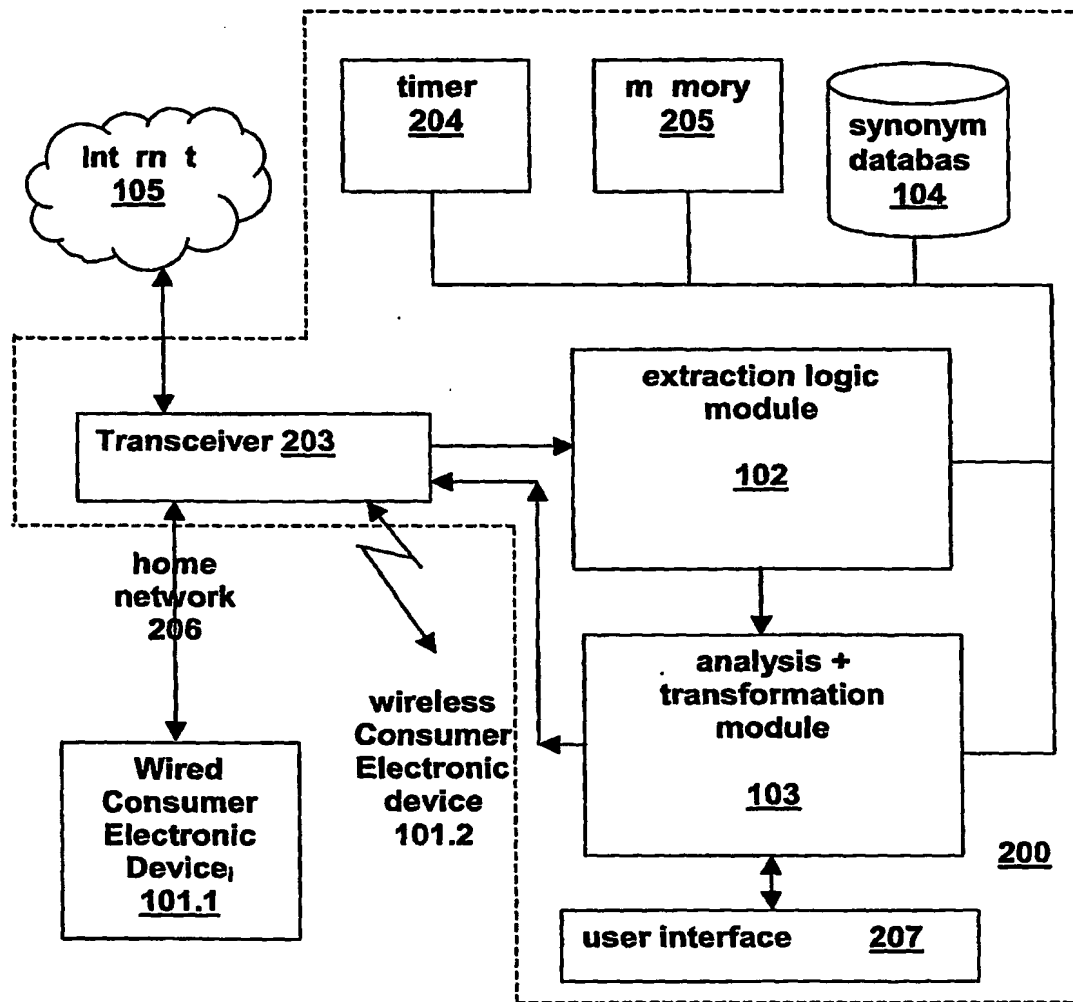 timer
204
m mory
205
synonym
databas
104
Int rn t
105
extraction logic
module
102
Transceiver 203
home
network
206
analysis +
transformation
module
103
wireless
Consumer
Electronic
device
101.2
Wired
Consumer
Electronic
Devicei
101.1
200
user interface 207